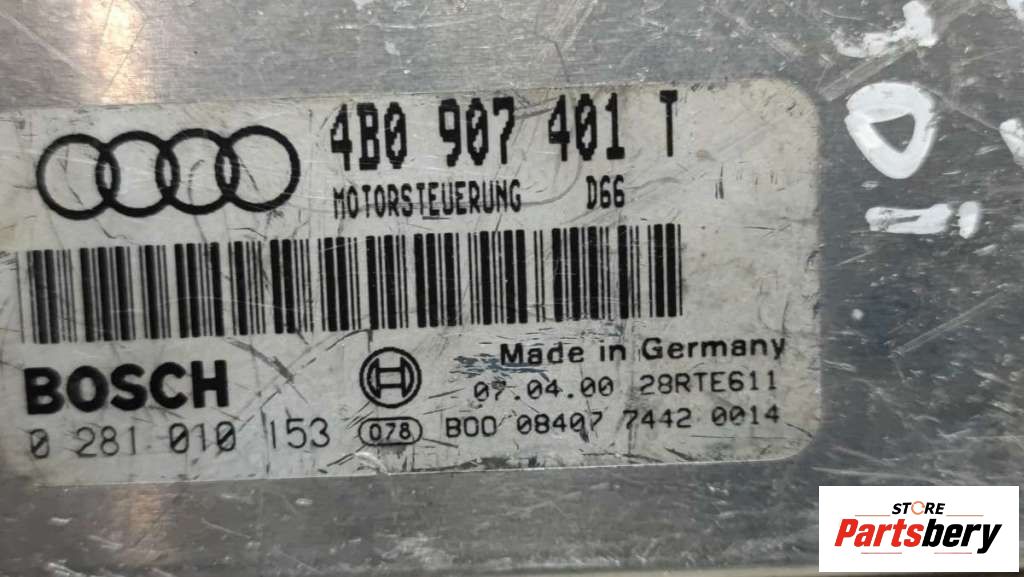 4B0 907 401 T
MOTORSTEUERUNG D66
BOSCH
Made in Germany
07.04.00 28RTE611
0 281 010 153 078 B00 08407 7442 0014
STORE
Partsbery